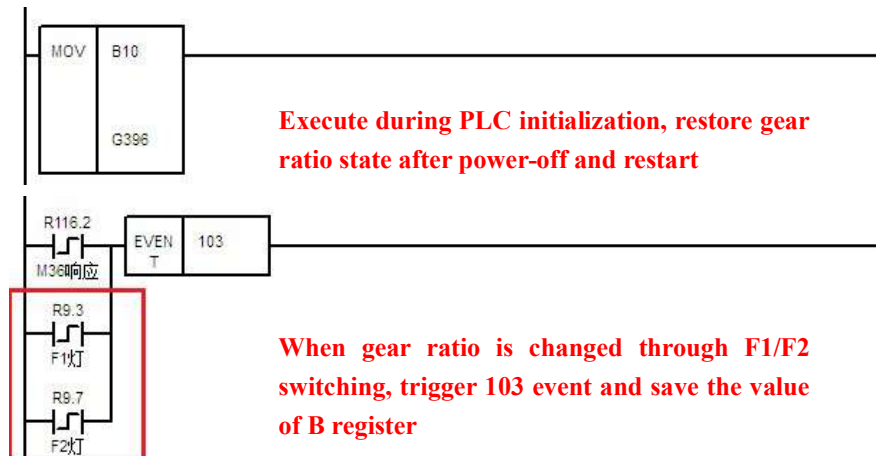 MOV B10
G396
Execute during PLC initialization, restore gear
ratio state after power-off and restart
R116.2
EVEN 103
T
M36响应
R9.3
F1灯
When gear ratio is changed through F1/F2
switching, trigger 103 event and save the value
of B register
R9.7
F2灯